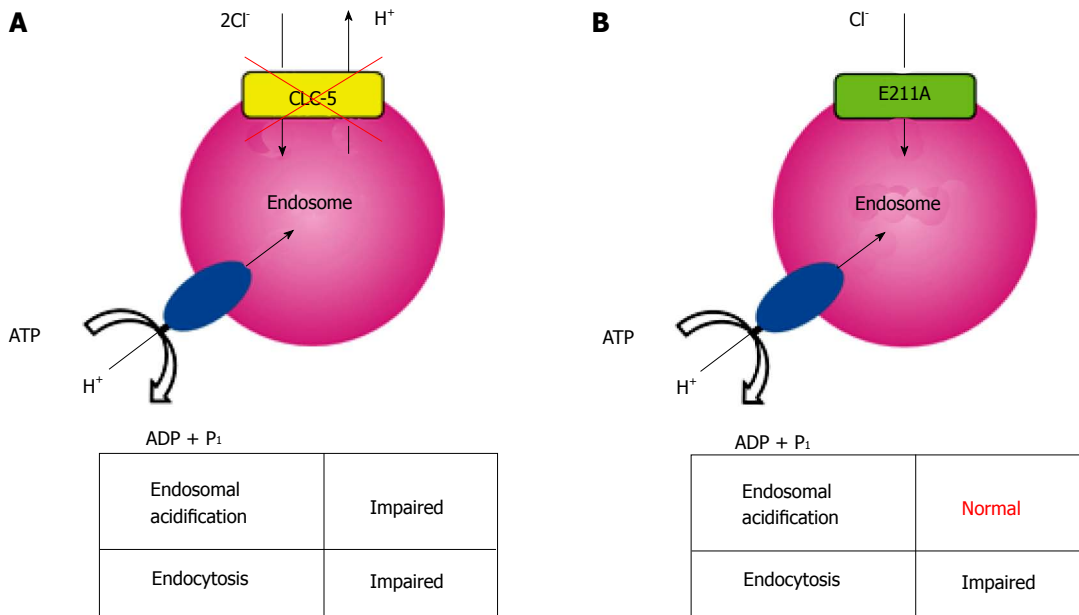 A
2Cl⁻
H⁺
CLC-5
Endosome
ATP
H⁺
ADP + P₁
Endosomal
acidification
Impaired
Endocytosis
Impaired
B
Cl⁻
E211A
Endosome
ATP
H⁺
ADP + P₁
Endosomal
acidification
Normal
Endocytosis
Impaired